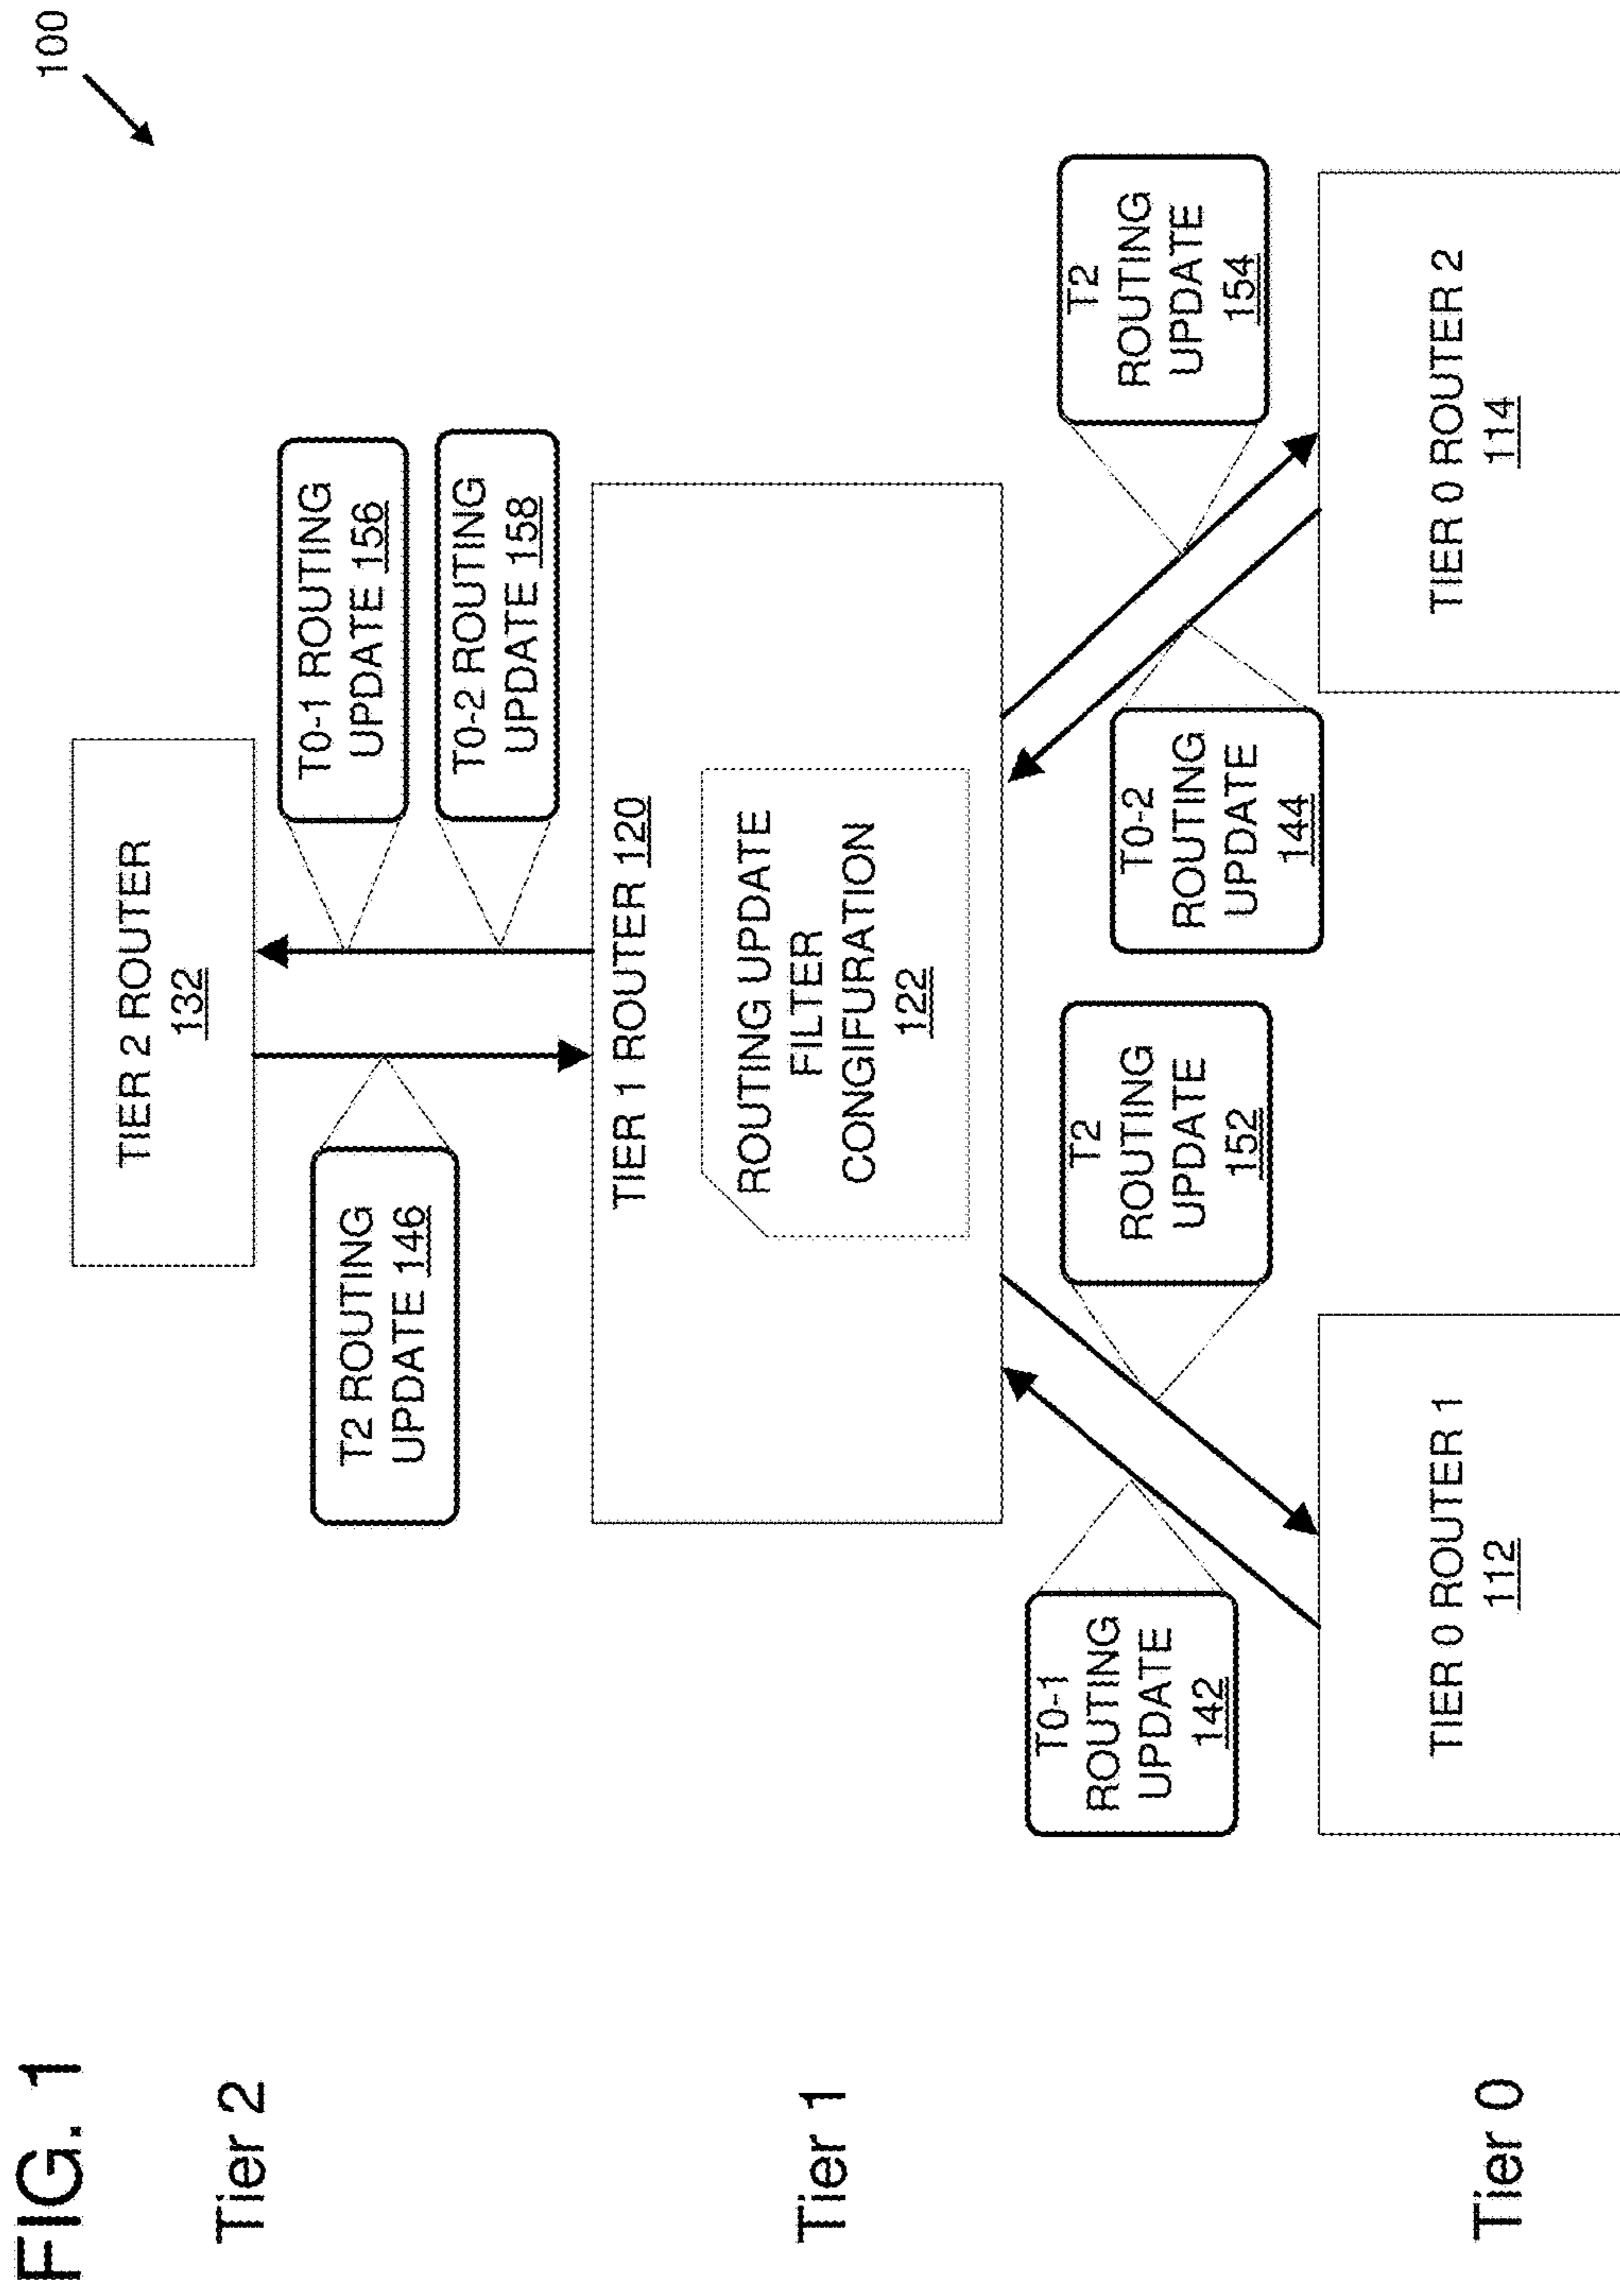 FIG. 1
100
Tier 2
TIER 2 ROUTER
132
T2 ROUTING
UPDATE 146
T0-1 ROUTING
UPDATE 156
T0-2 ROUTING
UPDATE 158
Tier 1
TIER 1 ROUTER 120
ROUTING UPDATE
FILTER
CONGIFURATION
122
T0-1
ROUTING
UPDATE
142
T2
ROUTING
UPDATE
152
T0-2
ROUTING
UPDATE
144
T2
ROUTING
UPDATE
154
Tier 0
TIER 0 ROUTER 1
112
TIER 0 ROUTER 2
114